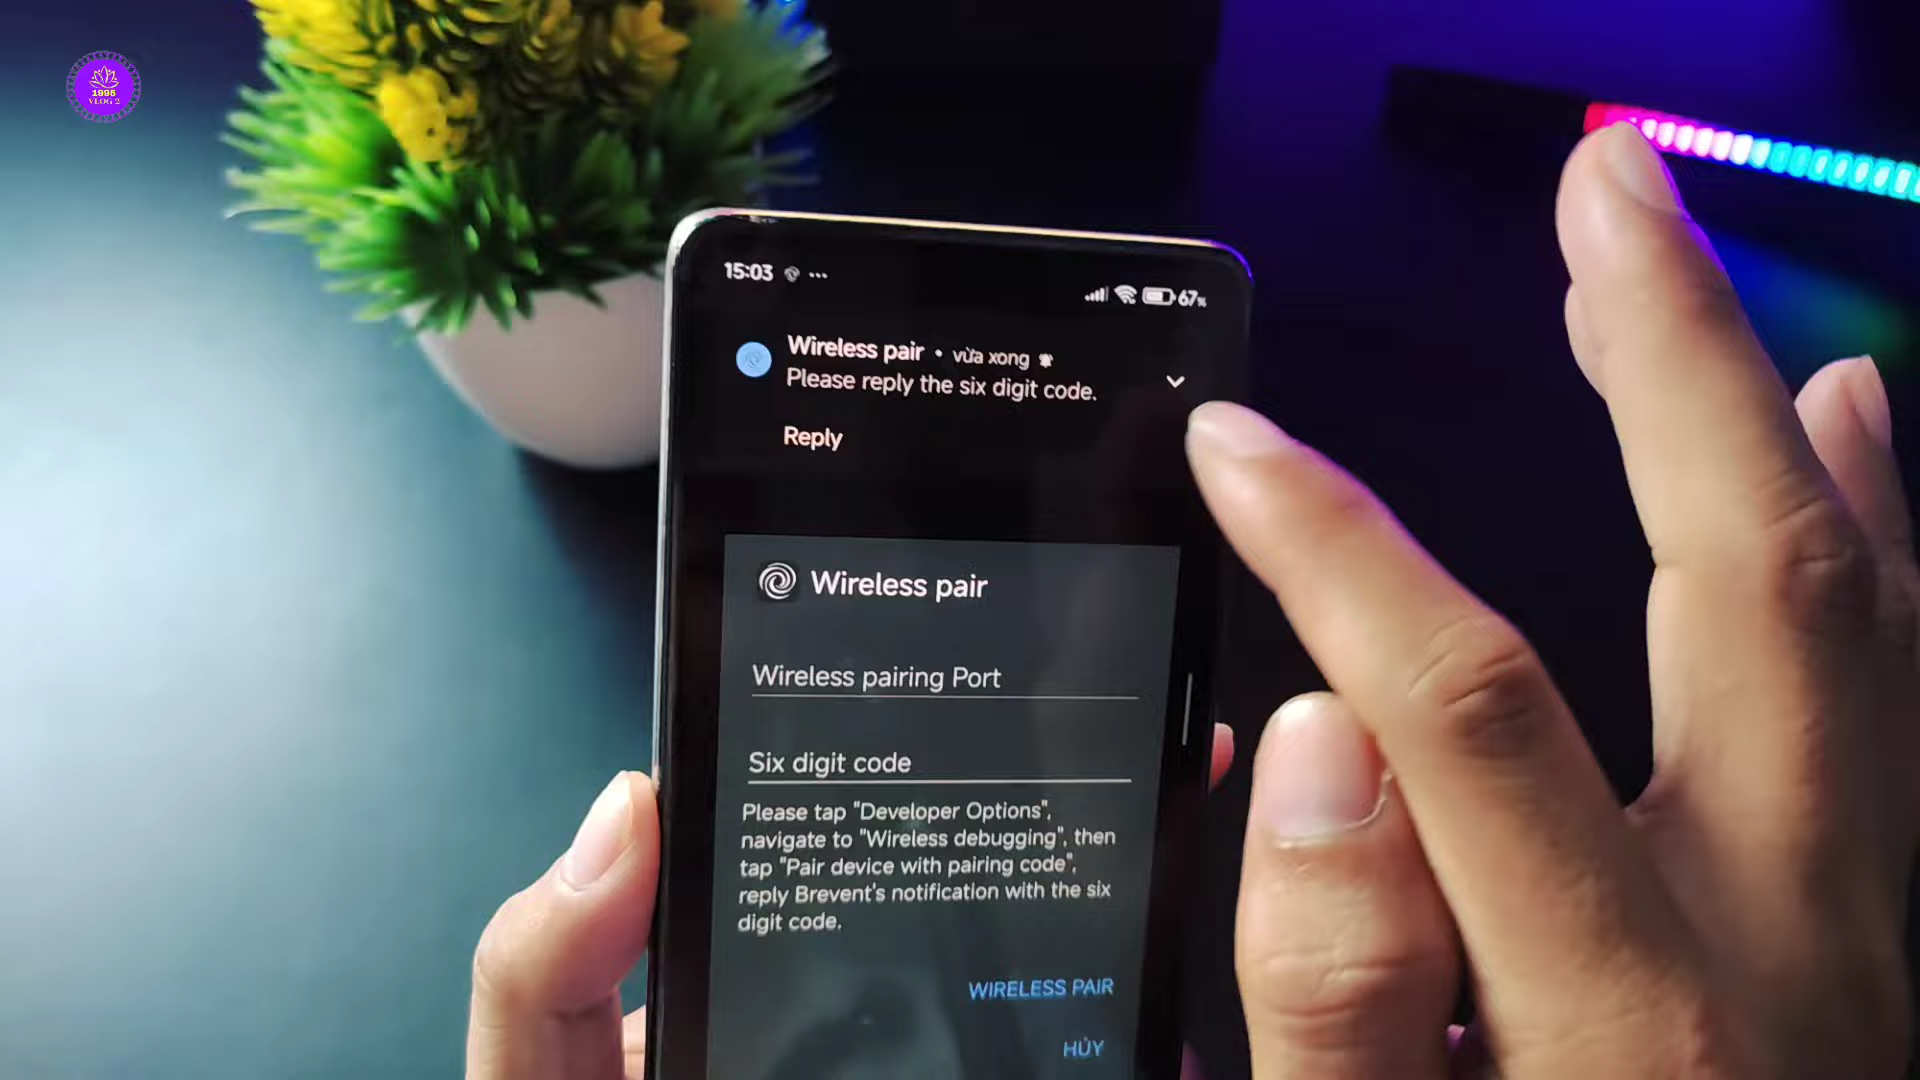 1995
VLOG 2
15:03
67%
Wireless pair • vừa xong
Please reply the six digit code.
Reply
Wireless pair
Wireless pairing Port
Six digit code
Please tap "Developer Options",
navigate to "Wireless debugging", then
tap "Pair device with pairing code",
reply Brevent's notification with the six
digit code.
WIRELESS PAIR
HỦY